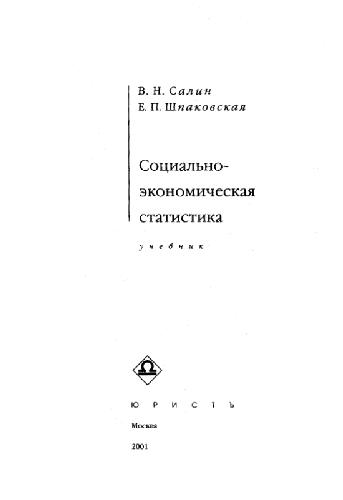 В. Н. Салин
Е. П. Шпаковская
Социально-
экономическая
статистика
учебник
ЮРИСТЪ
Москва
2001